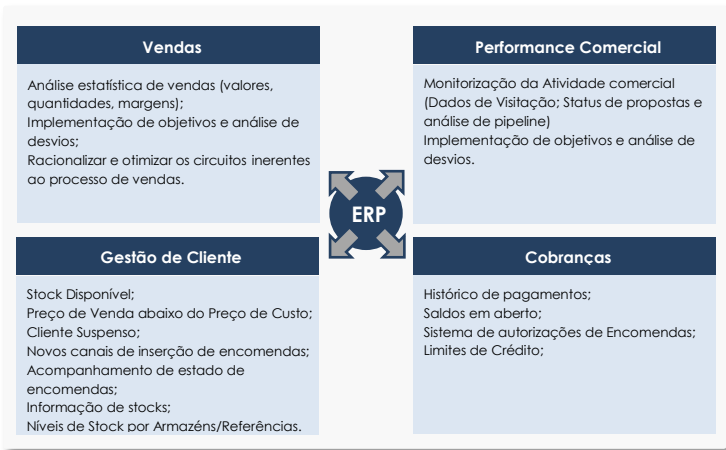 Vendas
Análise estatística de vendas (valores,
quantidades, margens);
Implementação de objetivos e análise de
desvios;
Racionalizar e otimizar os circuitos inerentes
ao processo de vendas.
Performance Comercial
Monitorização da Atividade comercial
(Dados de Visitação; Status de propostas e
análise de pipeline)
Implementação de objetivos e análise de
desvios.
ERP
Gestão de Cliente
Stock Disponível;
Preço de Venda abaixo do Preço de Custo;
Cliente Suspenso;
Novos canais de inserção de encomendas;
Acompanhamento de estado de
encomendas;
Informação de stocks;
Níveis de Stock por Armazéns/Referências.
Cobranças
Histórico de pagamentos;
Saldos em aberto;
Sistema de autorizações de Encomendas;
Limites de Crédito;